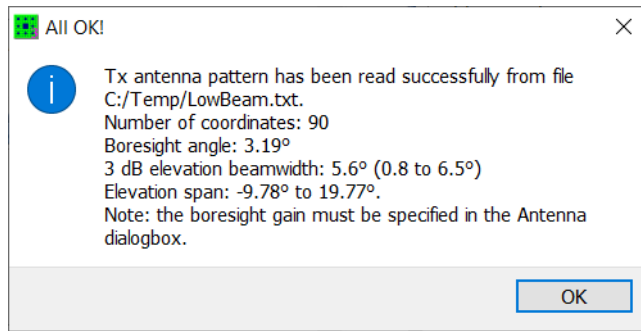 All OK!
Tx antenna pattern has been read successfully from file
C:/Temp/LowBeam.txt.
Number of coordinates: 90
Boresight angle: 3.19º
3 dB elevation beamwidth: 5.6º (0.8 to 6.5º)
Elevation span: -9.78º to 19.77º.
Note: the boresight gain must be specified in the Antenna
dialogbox.
OK